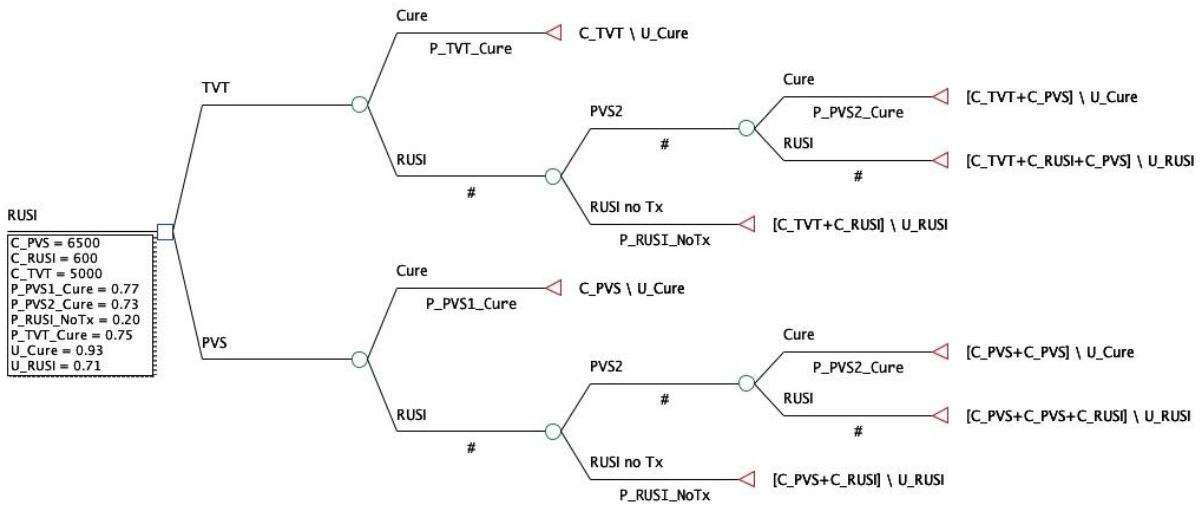 Cure
P_TVT_Cure
C_TVT \ U_Cure
TVT
RUSI
#
PVS2
#
Cure
P_PVS2_Cure
[C_TVT+C_PVS] \ U_Cure
RUSI
#
[C_TVT+C_RUSI+C_PVS] \ U_RUSI
RUSI no Tx
P_RUSI_NoTx
[C_TVT+C_RUSI] \ U_RUSI
RUSI
C_PVS = 6500
C_RUSI = 600
C_TVT = 5000
P_PVS1_Cure = 0.77
P_PVS2_Cure = 0.73
P_RUSI_NoTx = 0.20
P_TVT_Cure = 0.75
U_Cure = 0.93
U_RUSI = 0.71
PVS
Cure
P_PVS1_Cure
C_PVS \ U_Cure
RUSI
#
PVS2
#
Cure
P_PVS2_Cure
[C_PVS+C_PVS] \ U_Cure
RUSI
#
[C_PVS+C_PVS+C_RUSI] \ U_RUSI
RUSI no Tx
P_RUSI_NoTx
[C_PVS+C_RUSI] \ U_RUSI